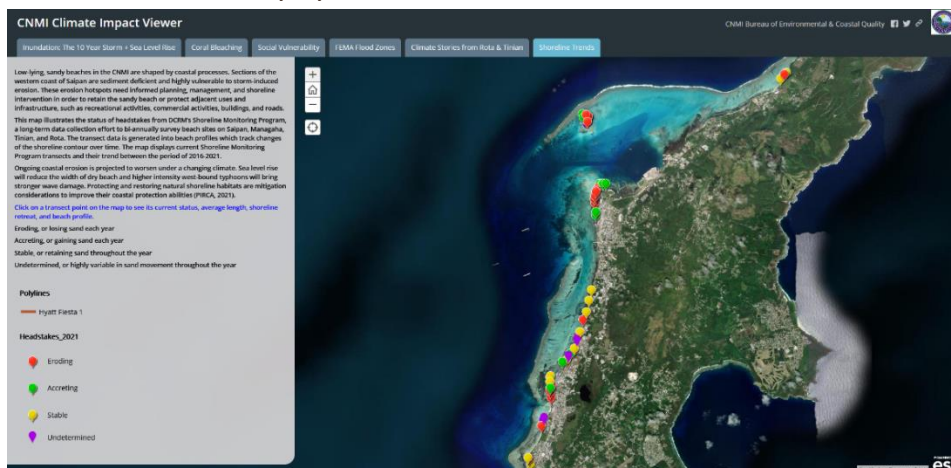 CNMI Climate Impact Viewer
CNMI Bureau of Environmental & Coastal Quality
Inundation: The 10 Year Storm + Sea Level Rise
Coral Bleaching
Social Vulnerability
FEMA Flood Zones
Climate Stories from Rota & Tinian
Shoreline Trends
Low-lying, sandy beaches in the CNMI are shaped by coastal processes. Sections of the
western coast of Saipan are sediment deficient and highly vulnerable to storm-induced
erosion. These erosion hotspots need informed planning, management, and shoreline
intervention in order to retain the sandy beach or protect adjacent uses and
infrastructure, such as recreational activities, commercial activities, buildings, and roads.
This map illustrates the status of headstakes from DCRM's Shoreline Monitoring Program,
a long-term data collection effort to bi-annually survey beach sites on Saipan, Managaha,
Tinian, and Rota. The transect data is generated into beach profiles which track changes
of the shoreline contour over time. The map displays current Shoreline Monitoring
Program transects and their trend between the period of 2016-2021.
Ongoing coastal erosion is projected to worsen under a changing climate. Sea level rise
will reduce the width of dry beach and higher intensity west-bound typhoons will bring
stronger wave damage. Protecting and restoring natural shoreline habitats are mitigation
considerations to improve their coastal protection abilities (PIRCA, 2021).
Click on a transect point on the map to see its current status, average length, shoreline
retreat, and beach profile.
Eroding, or losing sand each year
Accreting, or gaining sand each year
Stable, or retaining sand throughout the year
Undetermined, or highly variable in sand movement throughout the year
Polylines
Hyatt Fiesta 1
Headstakes_2021
Eroding
Accreting
Stable
Undetermined
es